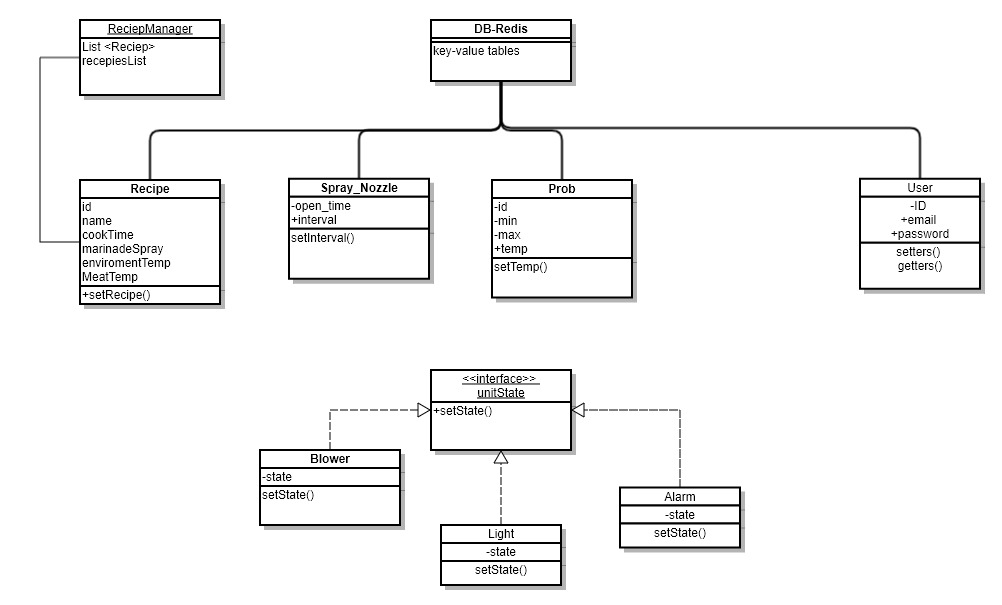 ReciepManager
List <Reciep>
recepiesList
DB-Redis
key-value tables
Recipe
id
name
cookTime
marinadeSpray
enviromentTemp
MeatTemp
+setRecipe()
Spray_Nozzle
-open_time
+interval
setInterval()
Prob
-id
-min
-max
+temp
setTemp()
User
-ID
+email
+password
setters()
getters()
<<interface>>
unitState
+setState()
Blower
-state
setState()
Light
-state
setState()
Alarm
-state
setState()